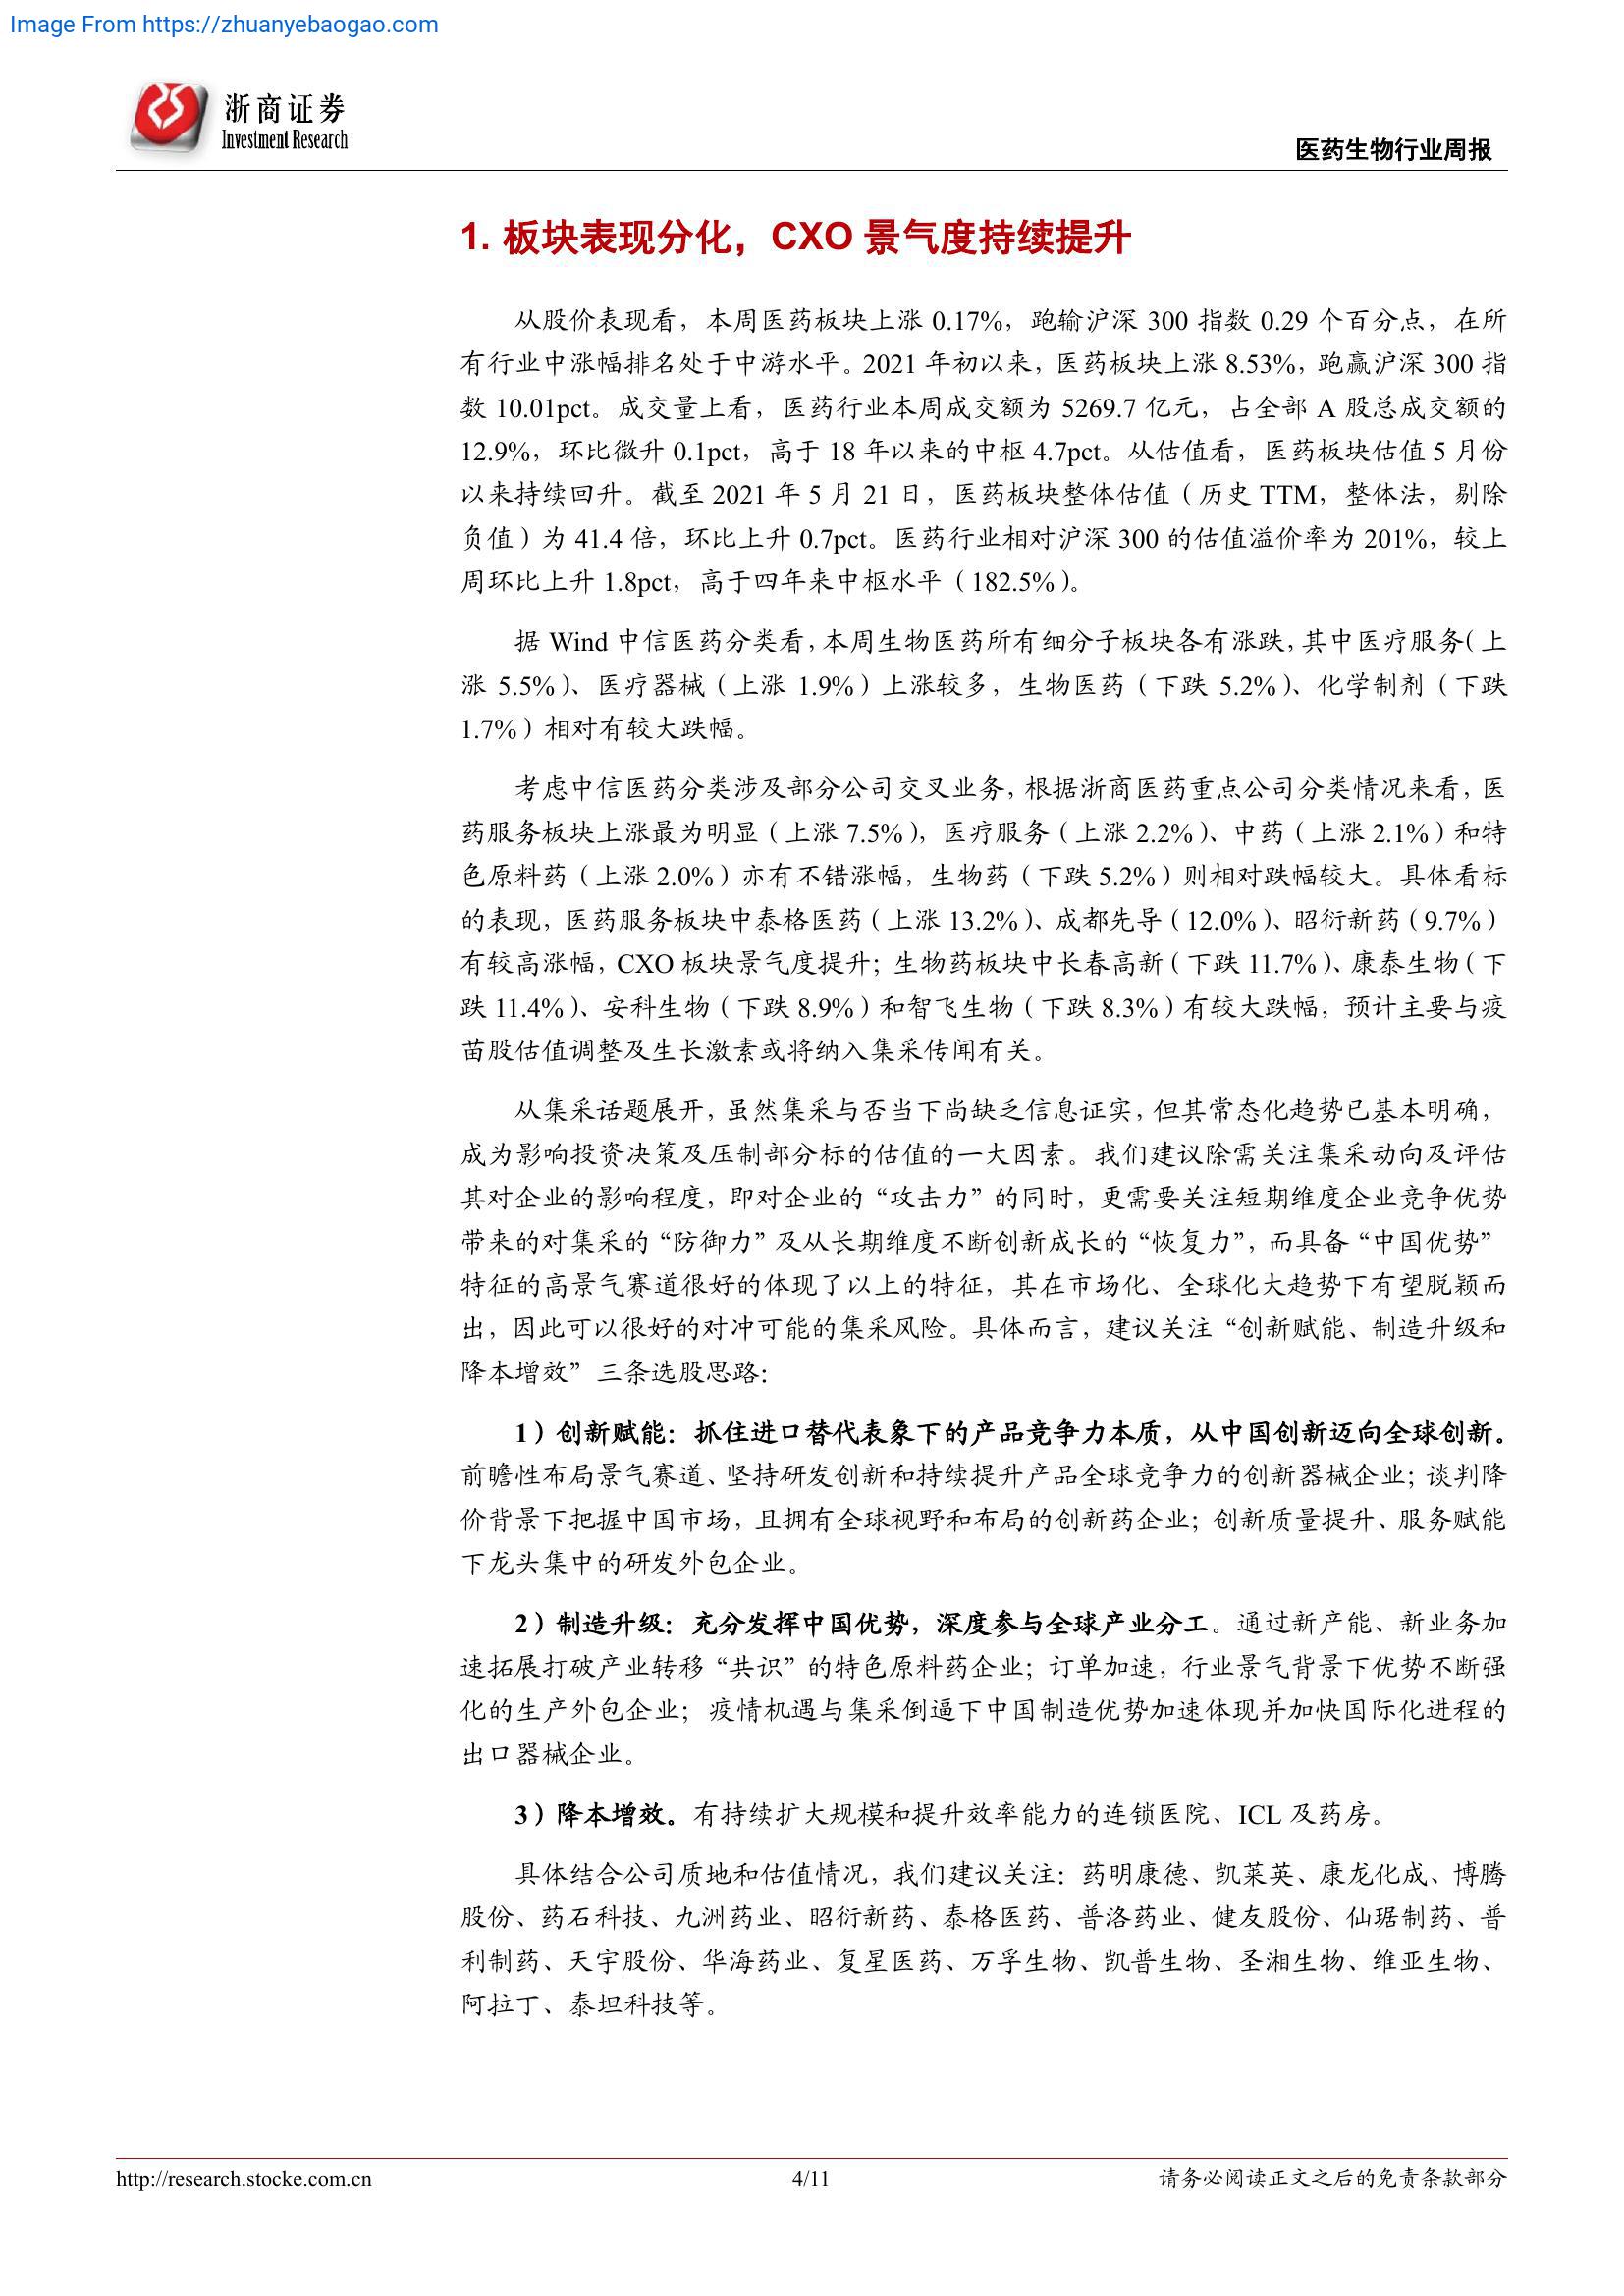 Image From https://zhuanyebaogao.com
浙商证券
Investment Research
医药生物行业周报
1. 板块表现分化，CXO 景气度持续提升
从股价表现看，本周医药板块上涨 0.17%，跑输沪深 300 指数 0.29 个百分点，在所
有行业中涨幅排名处于中游水平。2021 年初以来，医药板块上涨 8.53%，跑赢沪深 300 指
数 10.01pct。成交量上看，医药行业本周成交额为 5269.7 亿元，占全部 A 股总成交额的
12.9%，环比微升 0.1pct，高于 18 年以来的中枢 4.7pct。从估值看，医药板块估值 5 月份
以来持续回升。截至 2021 年 5 月 21 日，医药板块整体估值（历史 TTM，整体法，剔除
负值）为 41.4 倍，环比上升 0.7pct。医药行业相对沪深 300 的估值溢价率为 201%，较上
周环比上升 1.8pct，高于四年来中枢水平（182.5%）。
据 Wind 中信医药分类看，本周生物医药所有细分子板块各有涨跌，其中医疗服务（上
涨 5.5%）、医疗器械（上涨 1.9%）上涨较多，生物医药（下跌 5.2%）、化学制剂（下跌
1.7%）相对有较大跌幅。
考虑中信医药分类涉及部分公司交叉业务，根据浙商医药重点公司分类情况来看，医
药服务板块上涨最为明显（上涨 7.5%），医疗服务（上涨 2.2%）、中药（上涨 2.1%）和特
色原料药（上涨 2.0%）亦有不错涨幅，生物药（下跌 5.2%）则相对跌幅较大。具体看标
的表现，医药服务板块中泰格医药（上涨 13.2%）、成都先导（12.0%）、昭衍新药（9.7%）
有较高涨幅，CXO 板块景气度提升；生物药板块中长春高新（下跌 11.7%）、康泰生物（下
跌 11.4%）、安科生物（下跌 8.9%）和智飞生物（下跌 8.3%）有较大跌幅，预计主要与疫
苗股估值调整及生长激素或将纳入集采传闻有关。
从集采话题展开，虽然集采与否当下尚缺乏信息证实，但其常态化趋势已基本明确，
成为影响投资决策及压制部分标的估值的一大因素。我们建议除需关注集采动向及评估
其对企业的影响程度，即对企业的“攻击力”的同时，更需要关注短期维度企业竞争优势
带来的对集采的“防御力”及从长期维度不断创新成长的“恢复力”，而具备“中国优势”
特征的高景气赛道很好的体现了以上的特征，其在市场化、全球化大趋势下有望脱颖而
出，因此可以很好的对冲可能的集采风险。具体而言，建议关注“创新赋能、制造升级和
降本增效”三条选股思路：
1）创新赋能：抓住进口替代表象下的产品竞争力本质，从中国创新迈向全球创新。
前瞻性布局景气赛道、坚持研发创新和持续提升产品全球竞争力的创新器械企业；谈判降
价背景下把握中国市场，且拥有全球视野和布局的创新药企业；创新质量提升、服务赋能
下龙头集中的研发外包企业。
2）制造升级：充分发挥中国优势，深度参与全球产业分工。通过新产能、新业务加
速拓展打破产业转移“共识”的特色原料药企业；订单加速，行业景气背景下优势不断强
化的生产外包企业；疫情机遇与集采倒逼下中国制造优势加速体现并加快国际化进程的
出口器械企业。
3）降本增效。有持续扩大规模和提升效率能力的连锁医院、ICL 及药房。
具体结合公司质地和估值情况，我们建议关注：药明康德、凯莱英、康龙化成、博腾
股份、药石科技、九洲药业、昭衍新药、泰格医药、普洛药业、健友股份、仙琚制药、普
利制药、天宇股份、华海药业、复星医药、万孚生物、凯普生物、圣湘生物、维亚生物、
阿拉丁、泰坦科技等。
http://research.stocke.com.cn
4/11
请务必阅读正文之后的免责条款部分